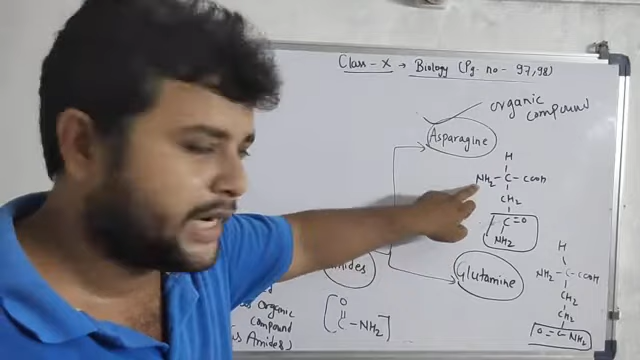 Class-X → Biology (Pg. no - 97,98)
organic
compound
Asparagine
H
NH2 - C - COOH
CH2
C=O
NH2
Glutamine
H
NH2 - C - COOH
CH2
CH2
O = C - NH2
organic
compound
Amides)
O
[C - NH2]